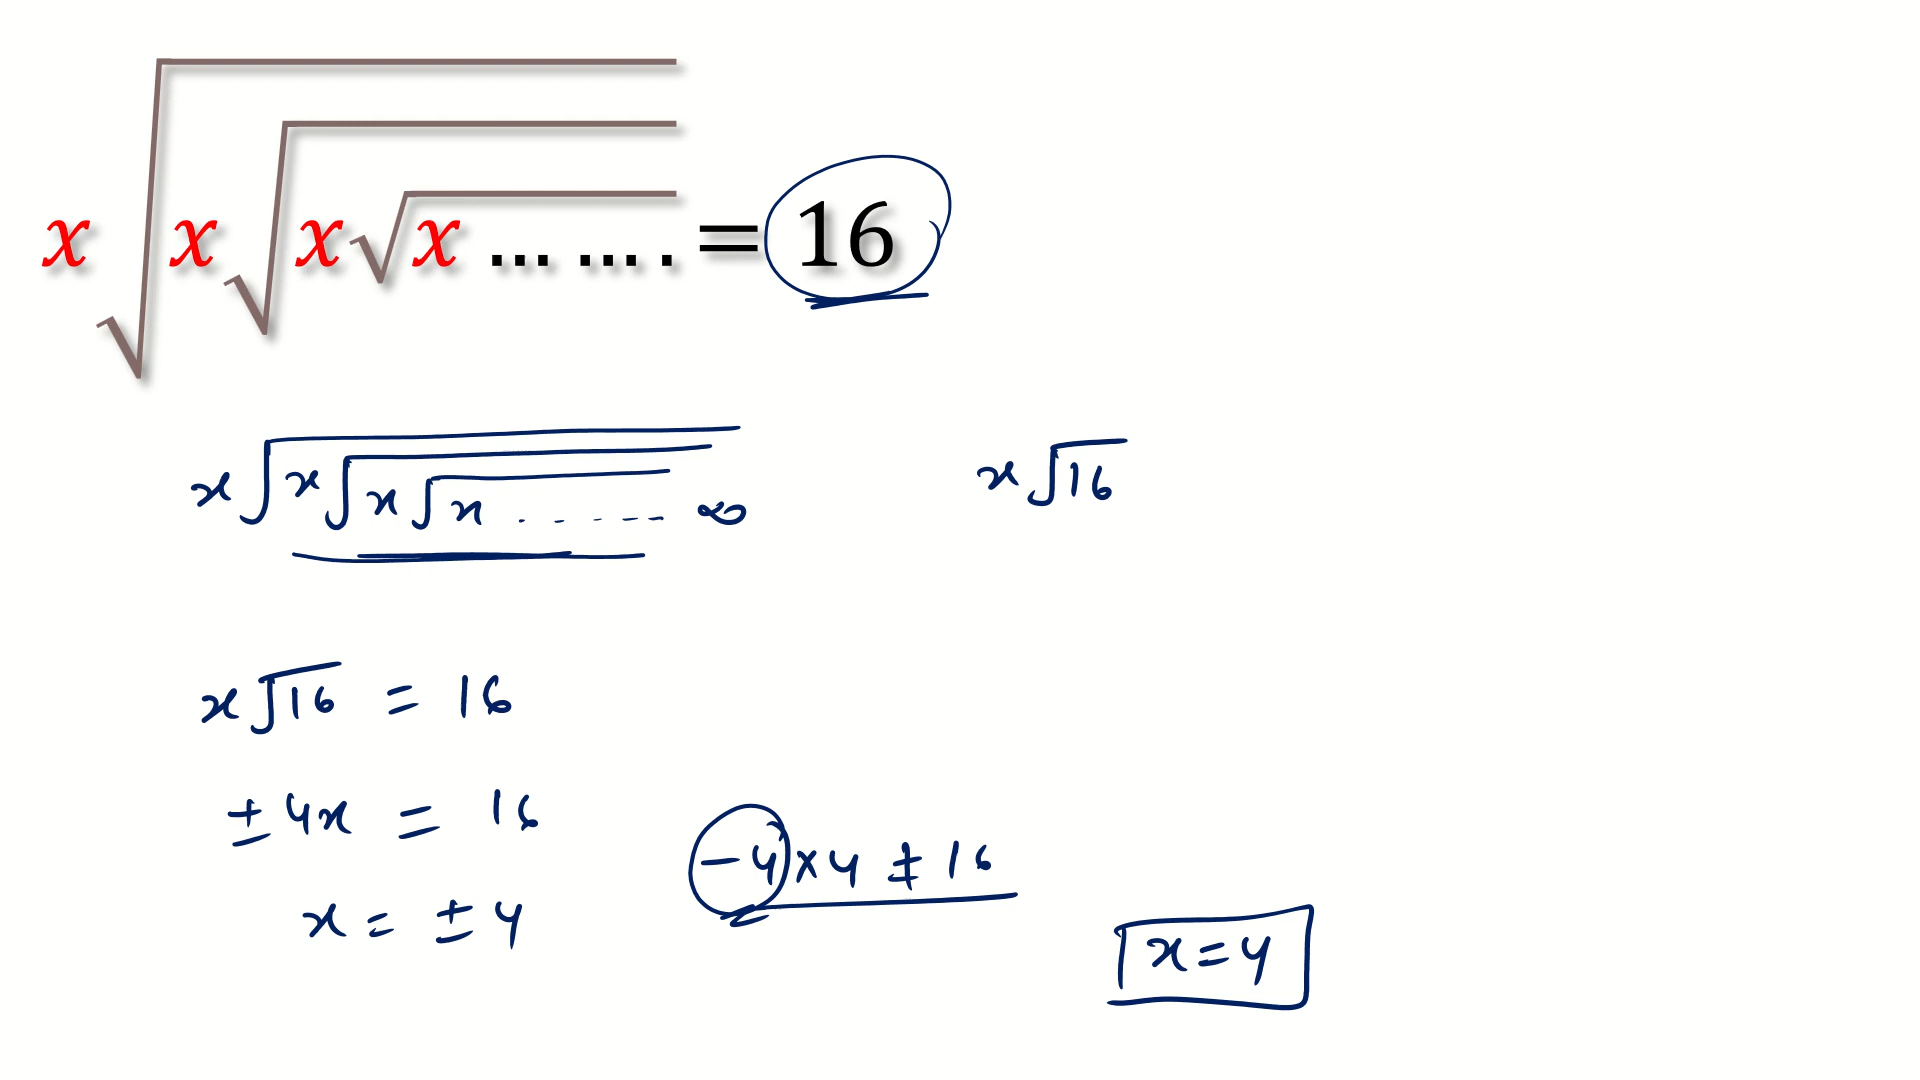 x√x√x√x ... ... . = 16
x√x√x√x . . . . . . ∞
x√16
x√16 = 16
± 4x = 16
-4 × 4 ≠ 16
x = ± 4
x = 4